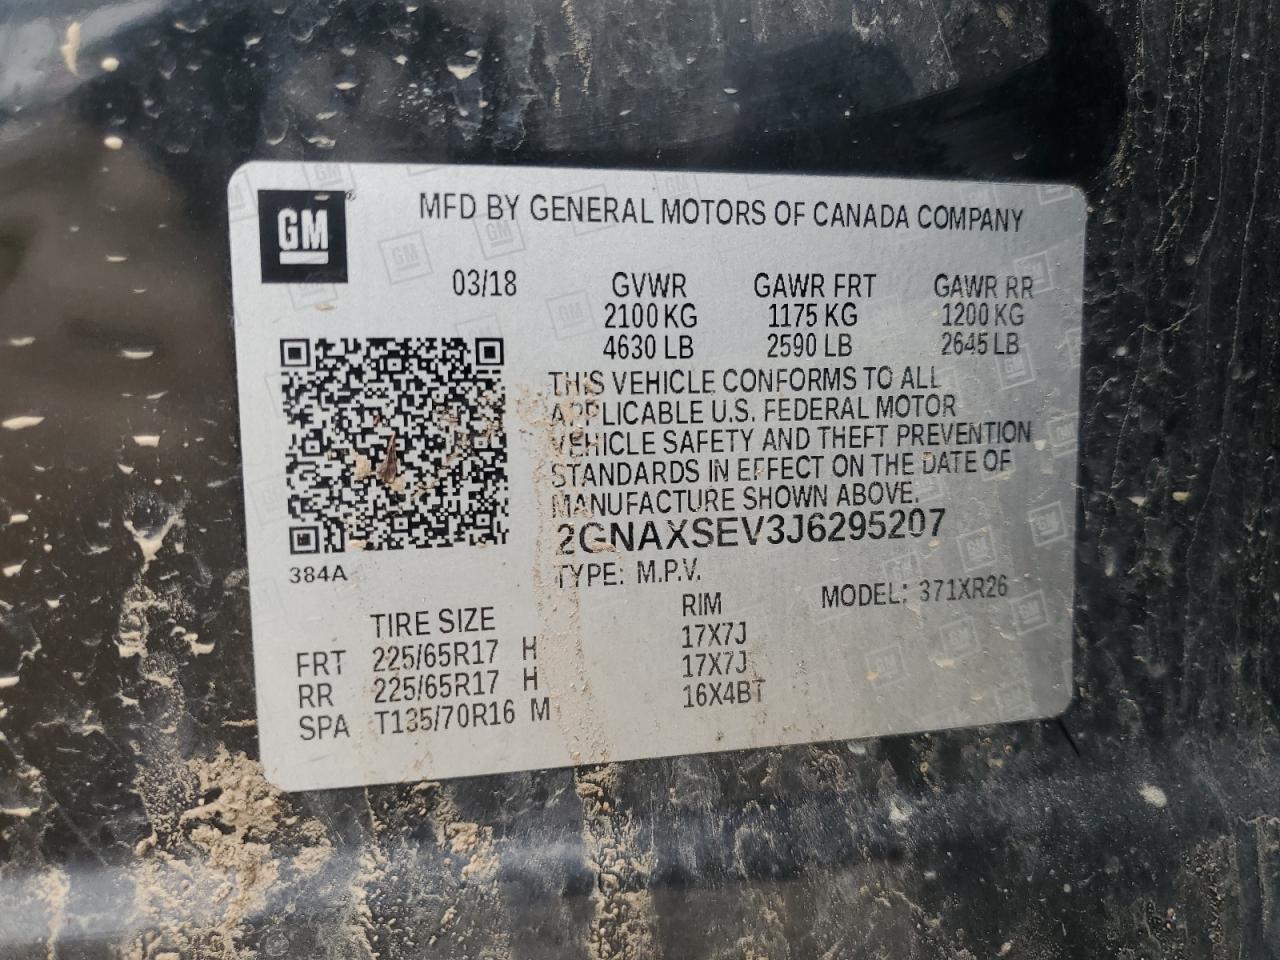 GM
MFD BY GENERAL MOTORS OF CANADA COMPANY
03/18 GVWR GAWR FRT GAWR RR
2100 KG 1175 KG 1200 KG
4630 LB 2590 LB 2645 LB
THIS VEHICLE CONFORMS TO ALL
APPLICABLE U.S. FEDERAL MOTOR
VEHICLE SAFETY AND THEFT PREVENTION
STANDARDS IN EFFECT ON THE DATE OF
MANUFACTURE SHOWN ABOVE.
2GNAXSEV3J6295207
384A
TYPE: M.P.V. MODEL: 371XR26
TIRE SIZE RIM
FRT 225/65R17 H 17X7J
RR 225/65R17 H 17X7J
SPA T135/70R16 M 16X4BT